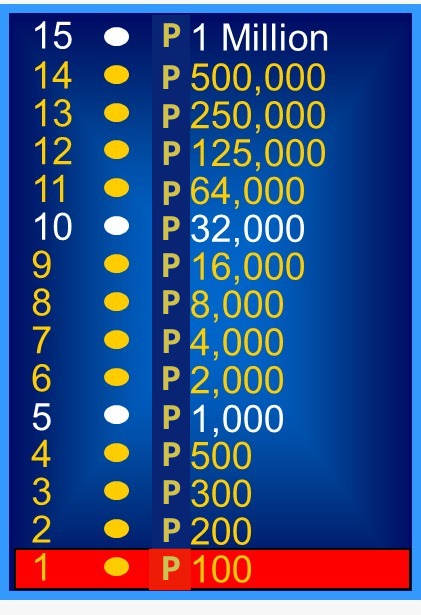 15 P 1 Million
14 P 500,000
13 P 250,000
12 P 125,000
11 P 64,000
10 P 32,000
9 P 16,000
8 P 8,000
7 P 4,000
6 P 2,000
5 P 1,000
4 P 500
3 P 300
2 P 200
1 P 100